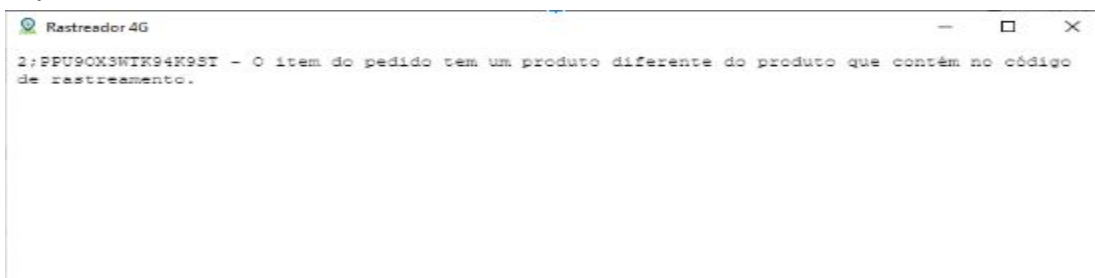 Rastreador 4G
2;PPU9OX3WTK94K9ST - O item do pedido tem um produto diferente do produto que contém no código
de rastreamento.